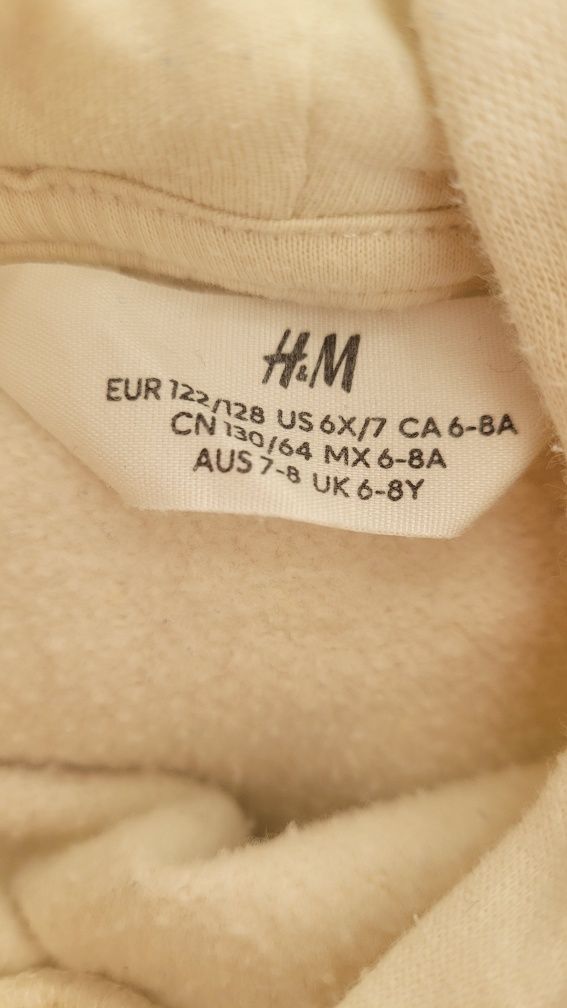 H&M
EUR 122/128 US 6X/7 CA 6-8A
CN 130/64 MX 6-8A
AUS 7-8 UK 6-8Y